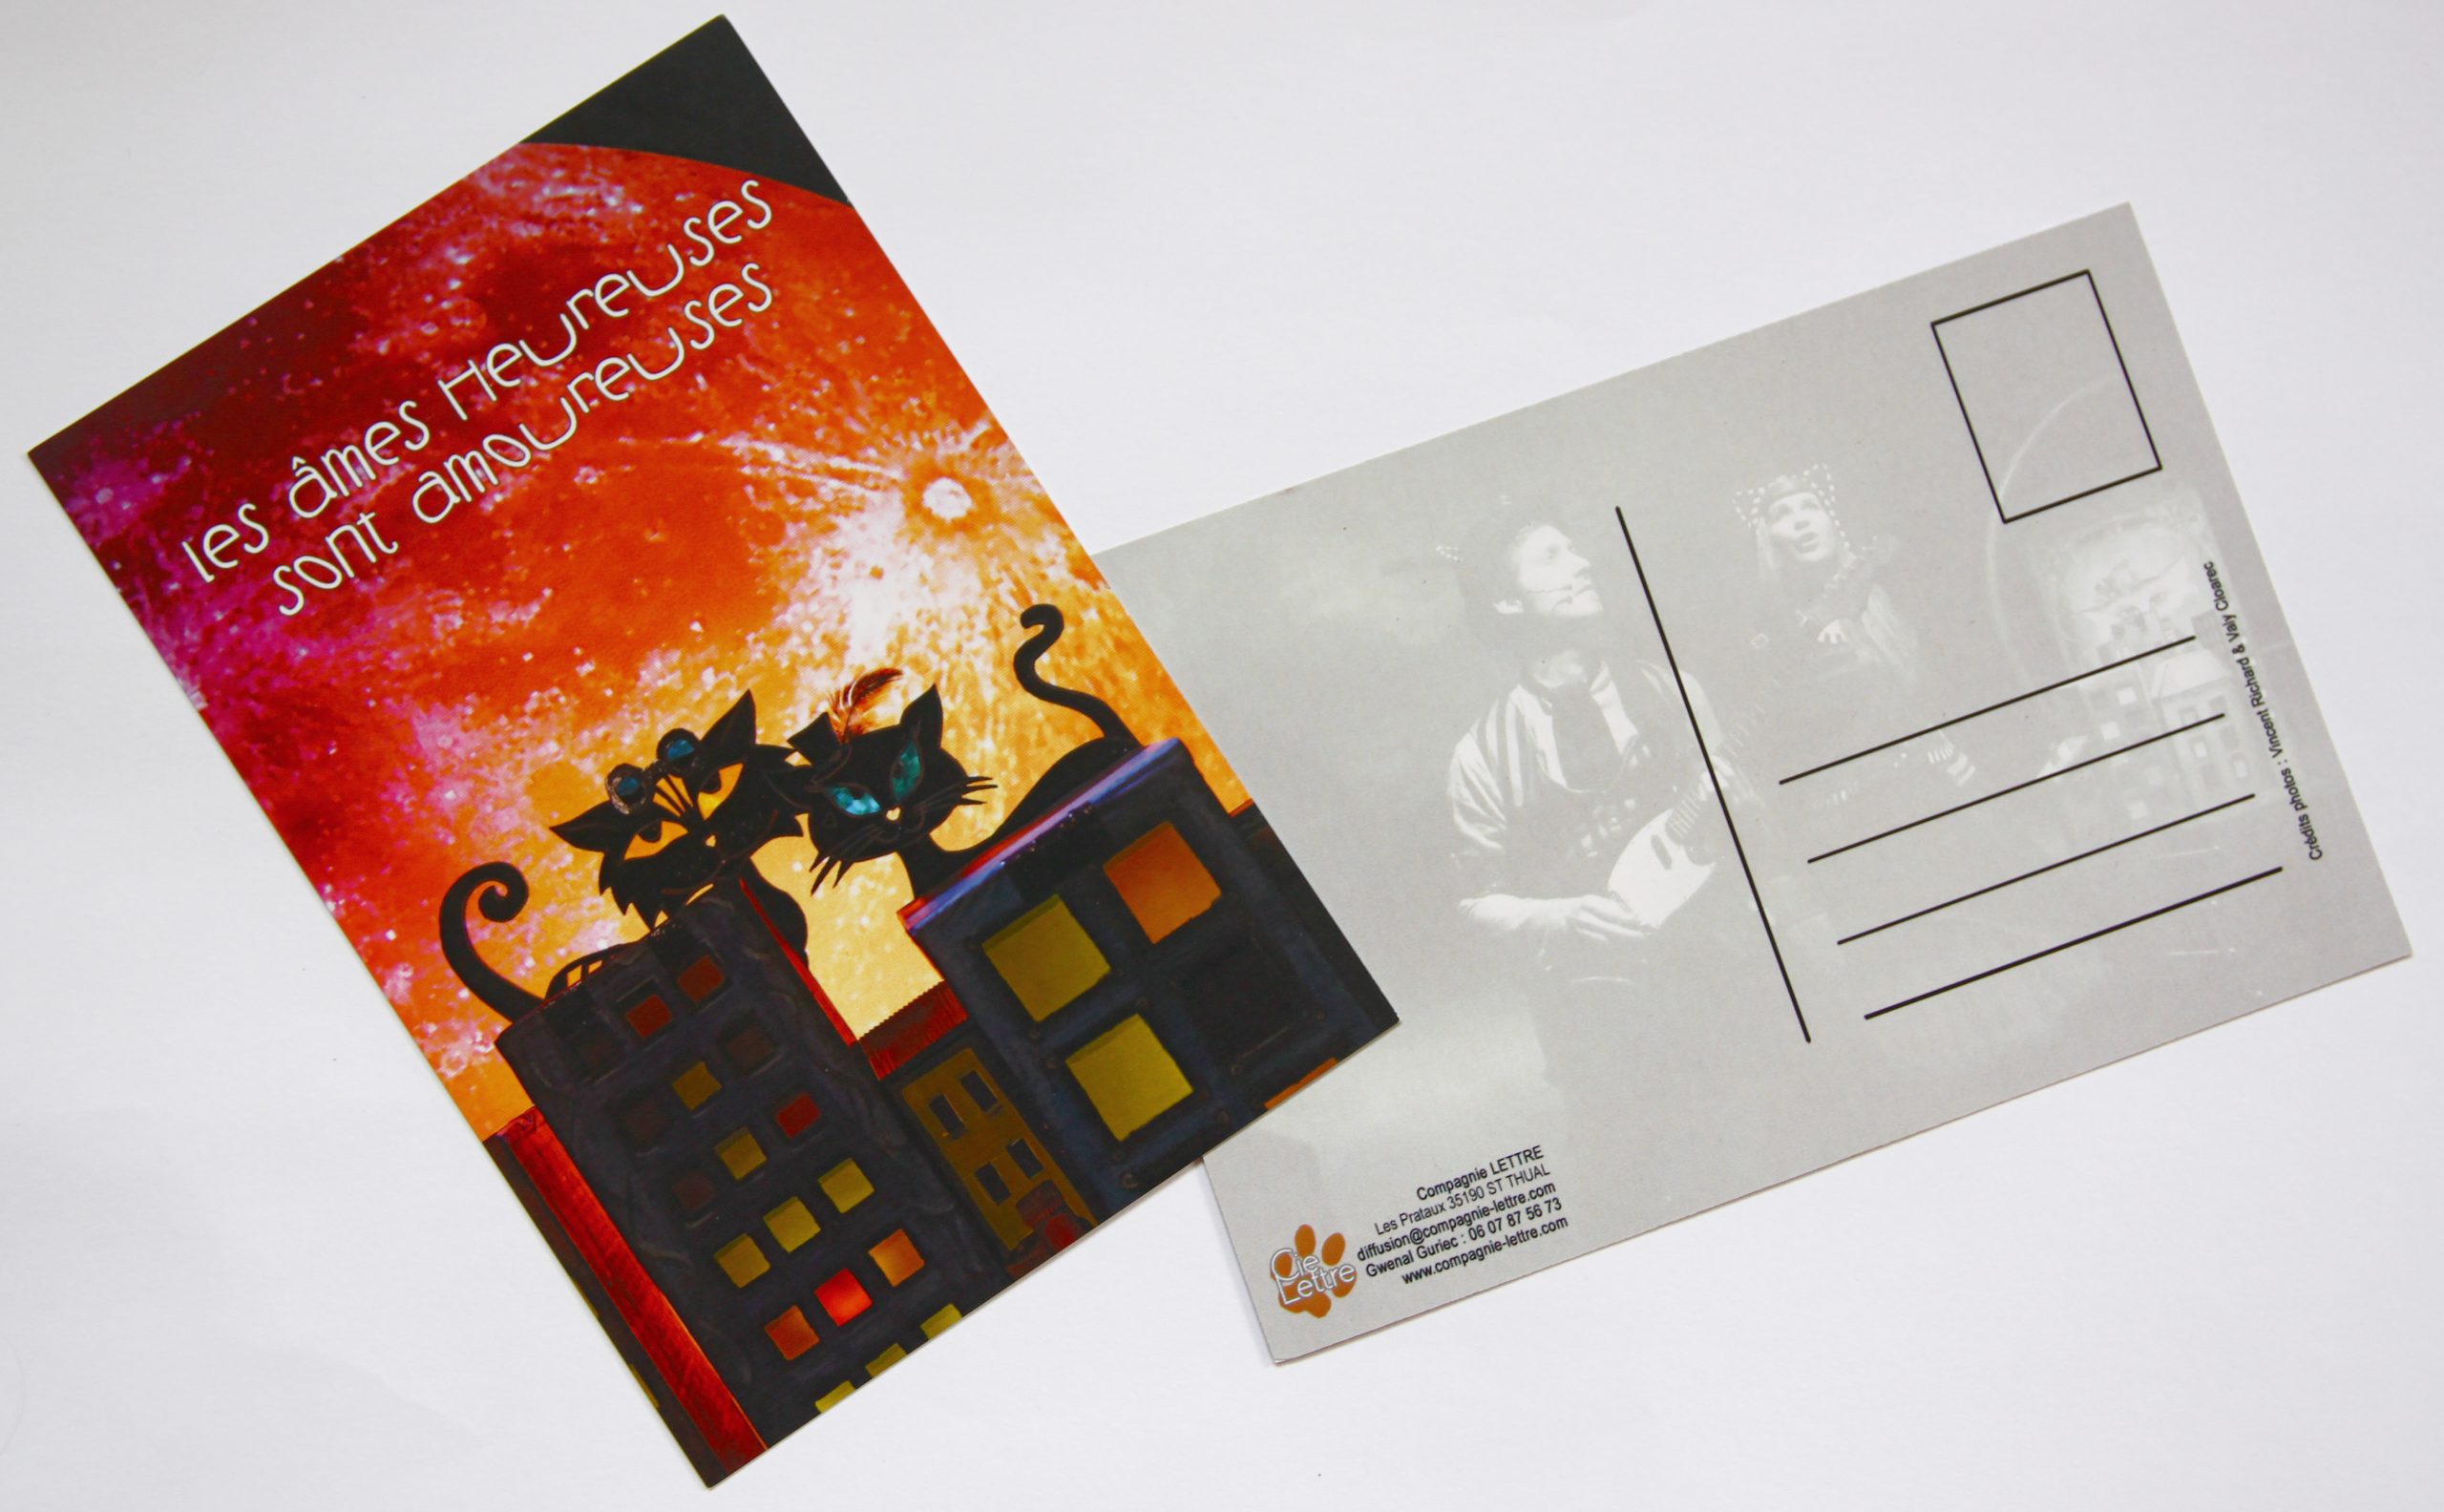 les âmes Heureuses
sont âmoureuses
Crédits photos : Vincent Richard & Valy Cloarec
Compagnie LETTRE
Les Prataux 35190 ST THUAL
diffusion@compagnie-lettre.com
Gwenal Guriec : 06 07 87 56 73
www.compagnie-lettre.com
Cie
Lettre